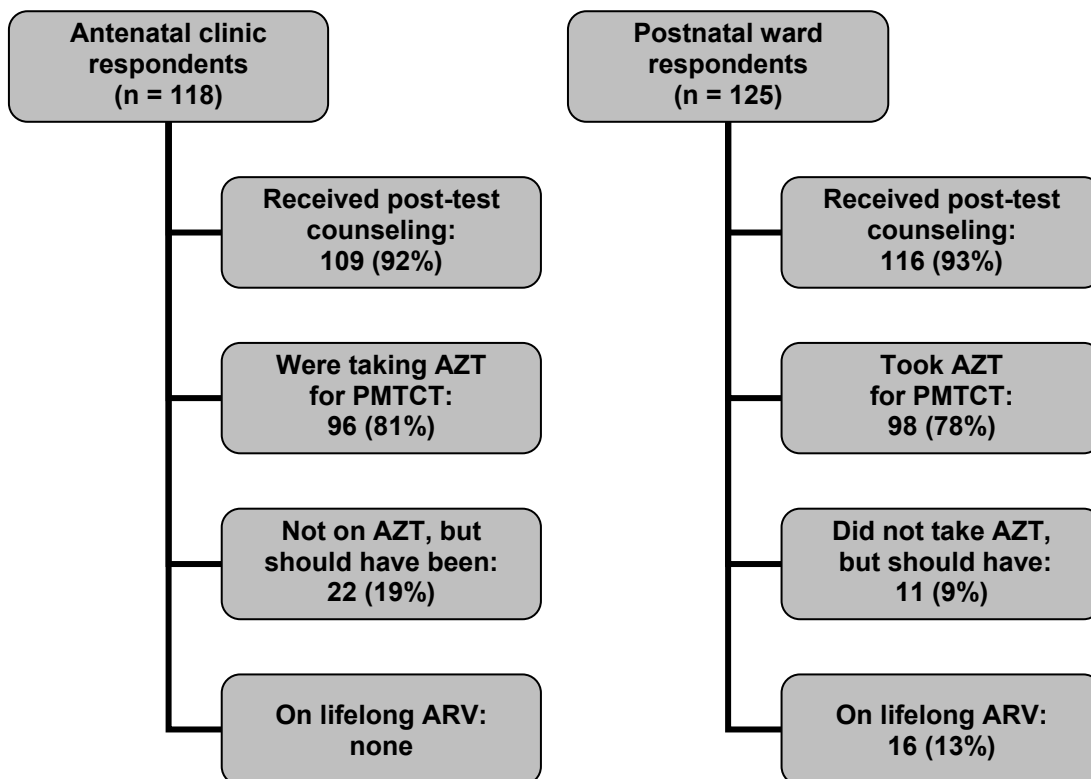 Antenatal clinic
respondents
(n = 118)
Received post-test
counseling:
109 (92%)
Were taking AZT
for PMTCT:
96 (81%)
Not on AZT, but
should have been:
22 (19%)
On lifelong ARV:
none
Postnatal ward
respondents
(n = 125)
Received post-test
counseling:
116 (93%)
Took AZT
for PMTCT:
98 (78%)
Did not take AZT,
but should have:
11 (9%)
On lifelong ARV:
16 (13%)